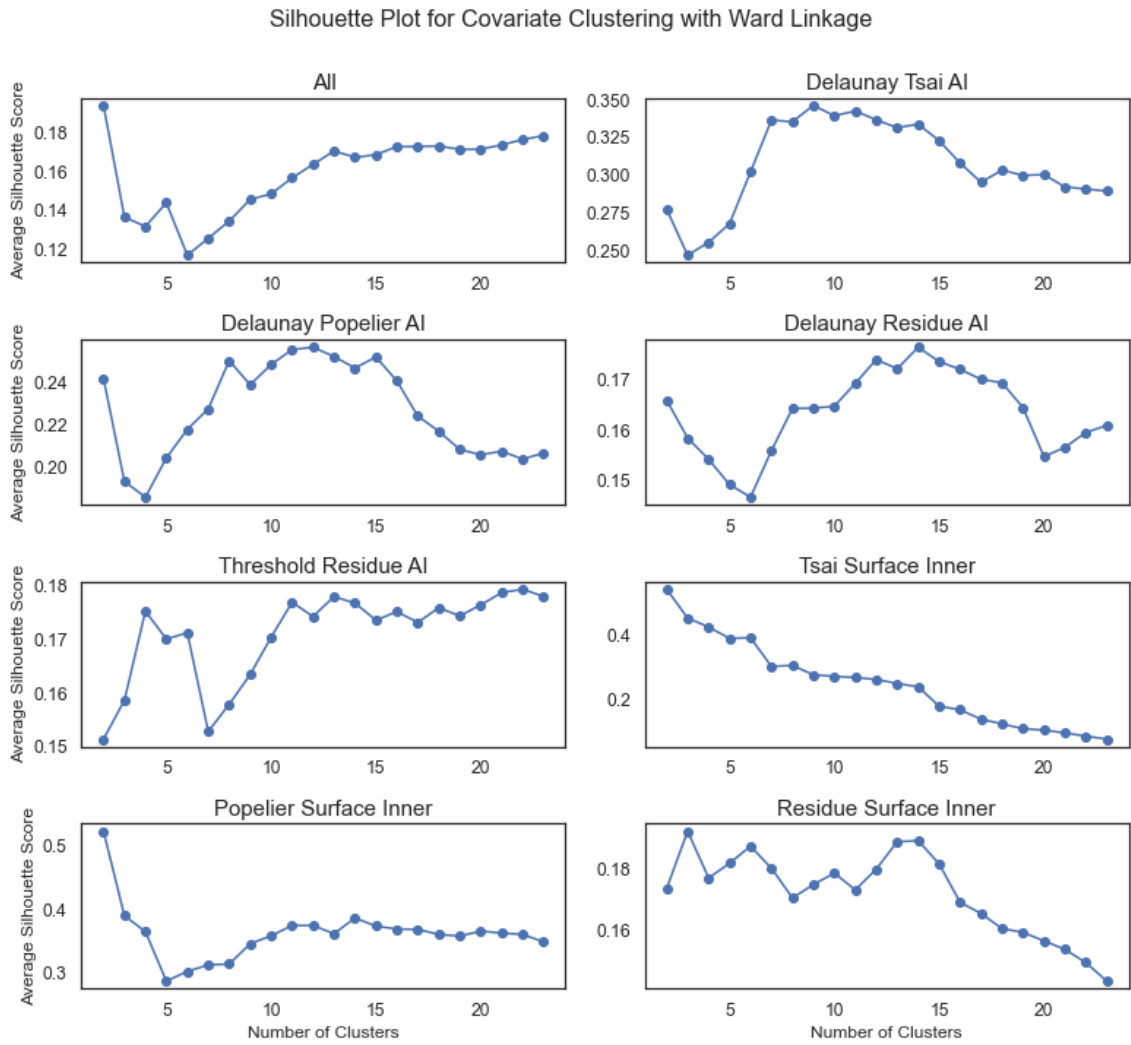 Silhouette Plot for Covariate Clustering with Ward Linkage
All
Average Silhouette Score
0.18
0.16
0.14
0.12
5 10 15 20
Delaunay Tsai AI
0.350
0.325
0.300
0.275
0.250
5 10 15 20
Delaunay Popelier AI
Average Silhouette Score
0.24
0.22
0.20
5 10 15 20
Delaunay Residue AI
0.17
0.16
0.15
5 10 15 20
Threshold Residue AI
Average Silhouette Score
0.18
0.17
0.16
0.15
5 10 15 20
Tsai Surface Inner
0.4
0.2
5 10 15 20
Popelier Surface Inner
Average Silhouette Score
0.5
0.4
0.3
5 10 15 20
Number of Clusters
Residue Surface Inner
0.18
0.16
5 10 15 20
Number of Clusters